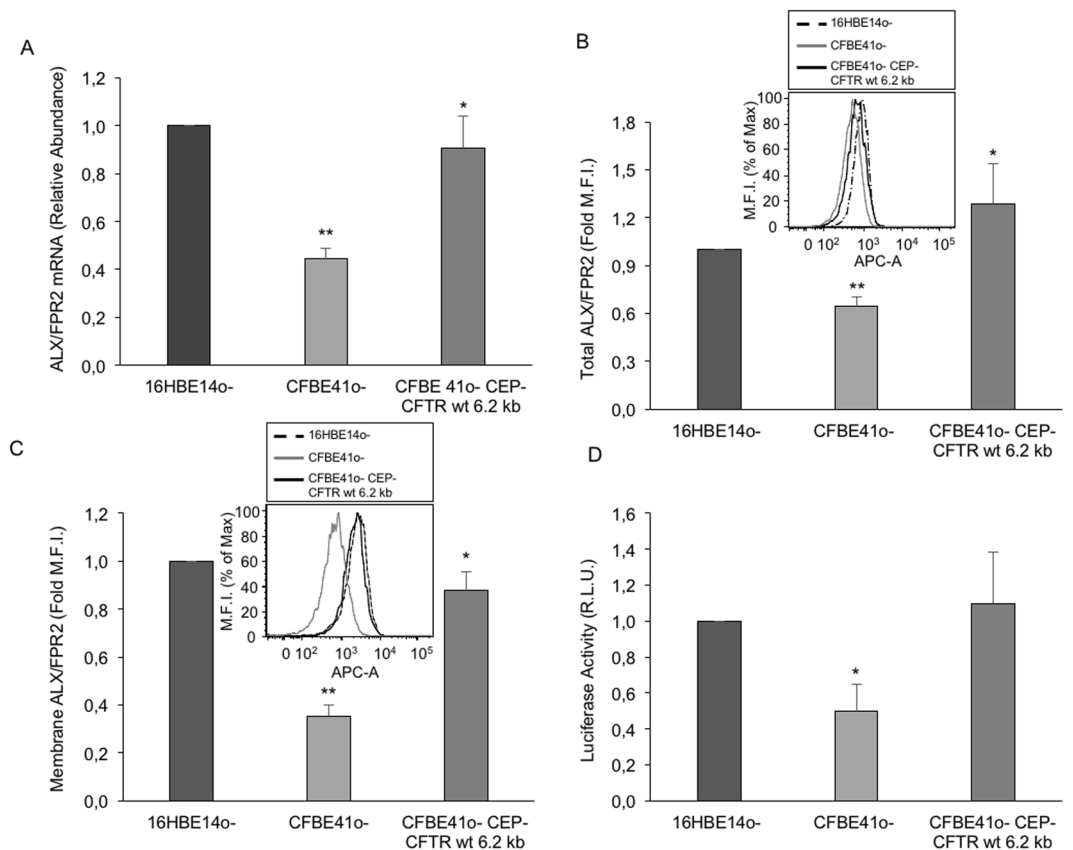 A
ALX/FPR2 mRNA (Relative Abundance)
1,2
1,0
0,8
0,6
0,4
0,2
0,0
**
*
16HBE14o-
CFBE41o-
CFBE 41o- CEP-
CFTR wt 6.2 kb
B
Total ALX/FPR2 (Fold M.F.I.)
1,8
1,5
1,2
0,9
0,6
0,3
0,0
16HBE14o-
CFBE41o-
CFBE41o- CEP-
CFTR wt 6.2 kb
M.F.I. (% of Max)
100
80
60
40
20
0
0 10² 10³ 10⁴ 10⁵
APC-A
**
*
16HBE14o-
CFBE41o-
CFBE41o- CEP-
CFTR wt 6.2 kb
C
Membrane ALX/FPR2 (Fold M.F.I.)
1,2
1,0
0,8
0,6
0,4
0,2
0,0
16HBE14o-
CFBE41o-
CFBE41o- CEP-
CFTR wt 6.2 kb
M.F.I. (% of Max)
100
80
60
40
20
0
0 10² 10³ 10⁴ 10⁵
APC-A
**
*
16HBE14o-
CFBE41o-
CFBE41o- CEP-
CFTR wt 6.2 kb
D
Luciferase Activity (R.L.U.)
1,6
1,4
1,2
1,0
0,8
0,6
0,4
0,2
0,0
*
16HBE14o-
CFBE41o-
CFBE41o- CEP-
CFTR wt 6.2 kb